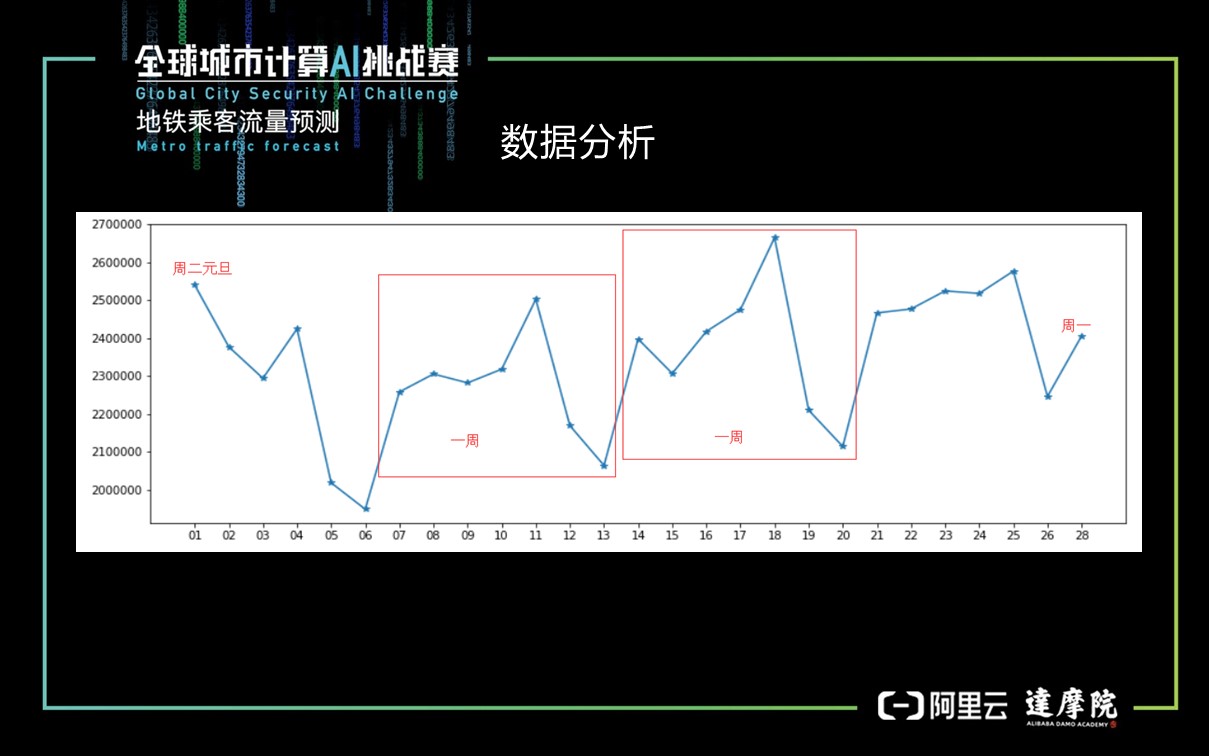 全球城市计算AI挑战赛
Global City Security AI Challenge
地铁乘客流量预测
Metro traffic forecast
数据分析
2700000
2600000
2500000
2400000
2300000
2200000
2100000
2000000
周二元旦
一周
一周
周一
01 02 03 04 05 06 07 08 09 10 11 12 13 14 15 16 17 18 19 20 21 22 23 24 25 26 28
阿里云
達摩院
ALIBABA DAMO ACADEMY